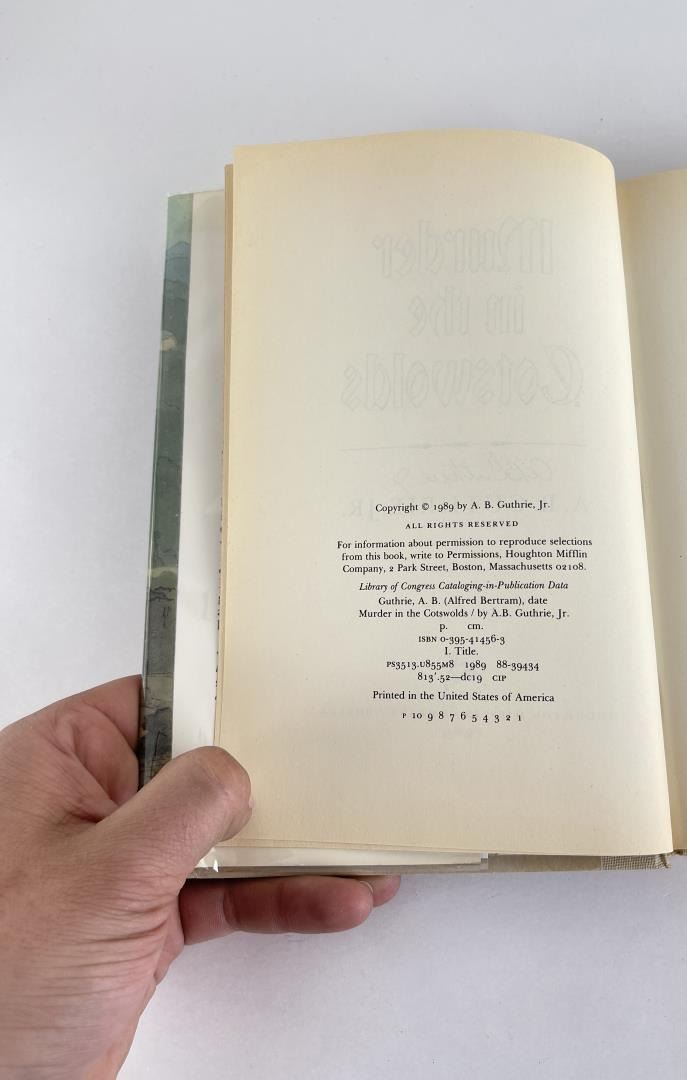 Murder
in the
Cotswolds
Copyright © 1989 by A. B. Guthrie, Jr.
ALL RIGHTS RESERVED
For information about permission to reproduce selections
from this book, write to Permissions, Houghton Mifflin
Company, 2 Park Street, Boston, Massachusetts 02108.
Library of Congress Cataloging-in-Publication Data
Guthrie, A. B. (Alfred Bertram), date
Murder in the Cotswolds / by A.B. Guthrie, Jr.
p. cm.
ISBN 0-395-41456-3
I. Title.
PS3513.U855M8 1989 88-39434
813'.52—dc19 CIP
Printed in the United States of America
P 10 9 8 7 6 5 4 3 2 1